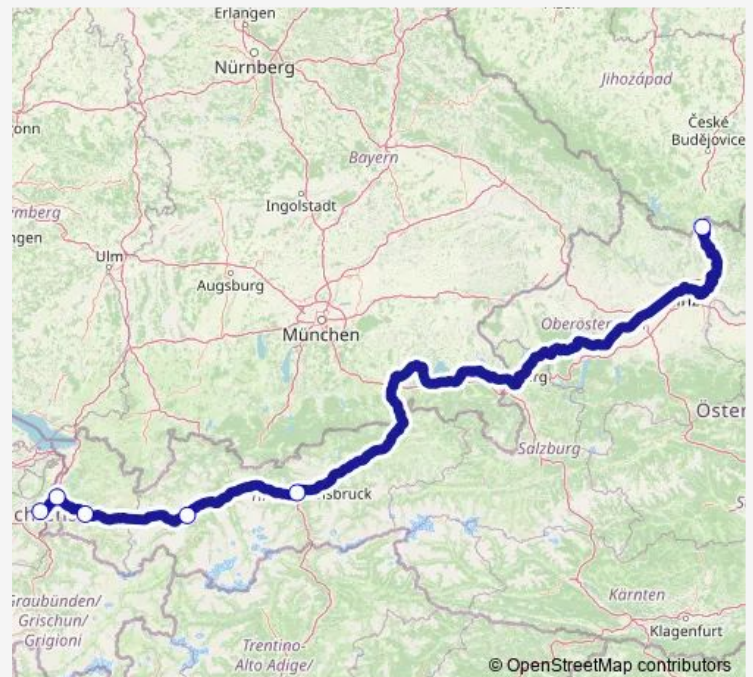 Erlangen
Nürnberg
Jihozápad
České
Budějovice
Bayern
Ingolstadt
Ulm
Augsburg
München
Oberöster
Salzburg
Öster
nsbruck
Graubünden/
Grischun/
Grigioni
Trentino-
Alto Adige/
Kärnten
Klagenfurt
© OpenStreetMap contributors